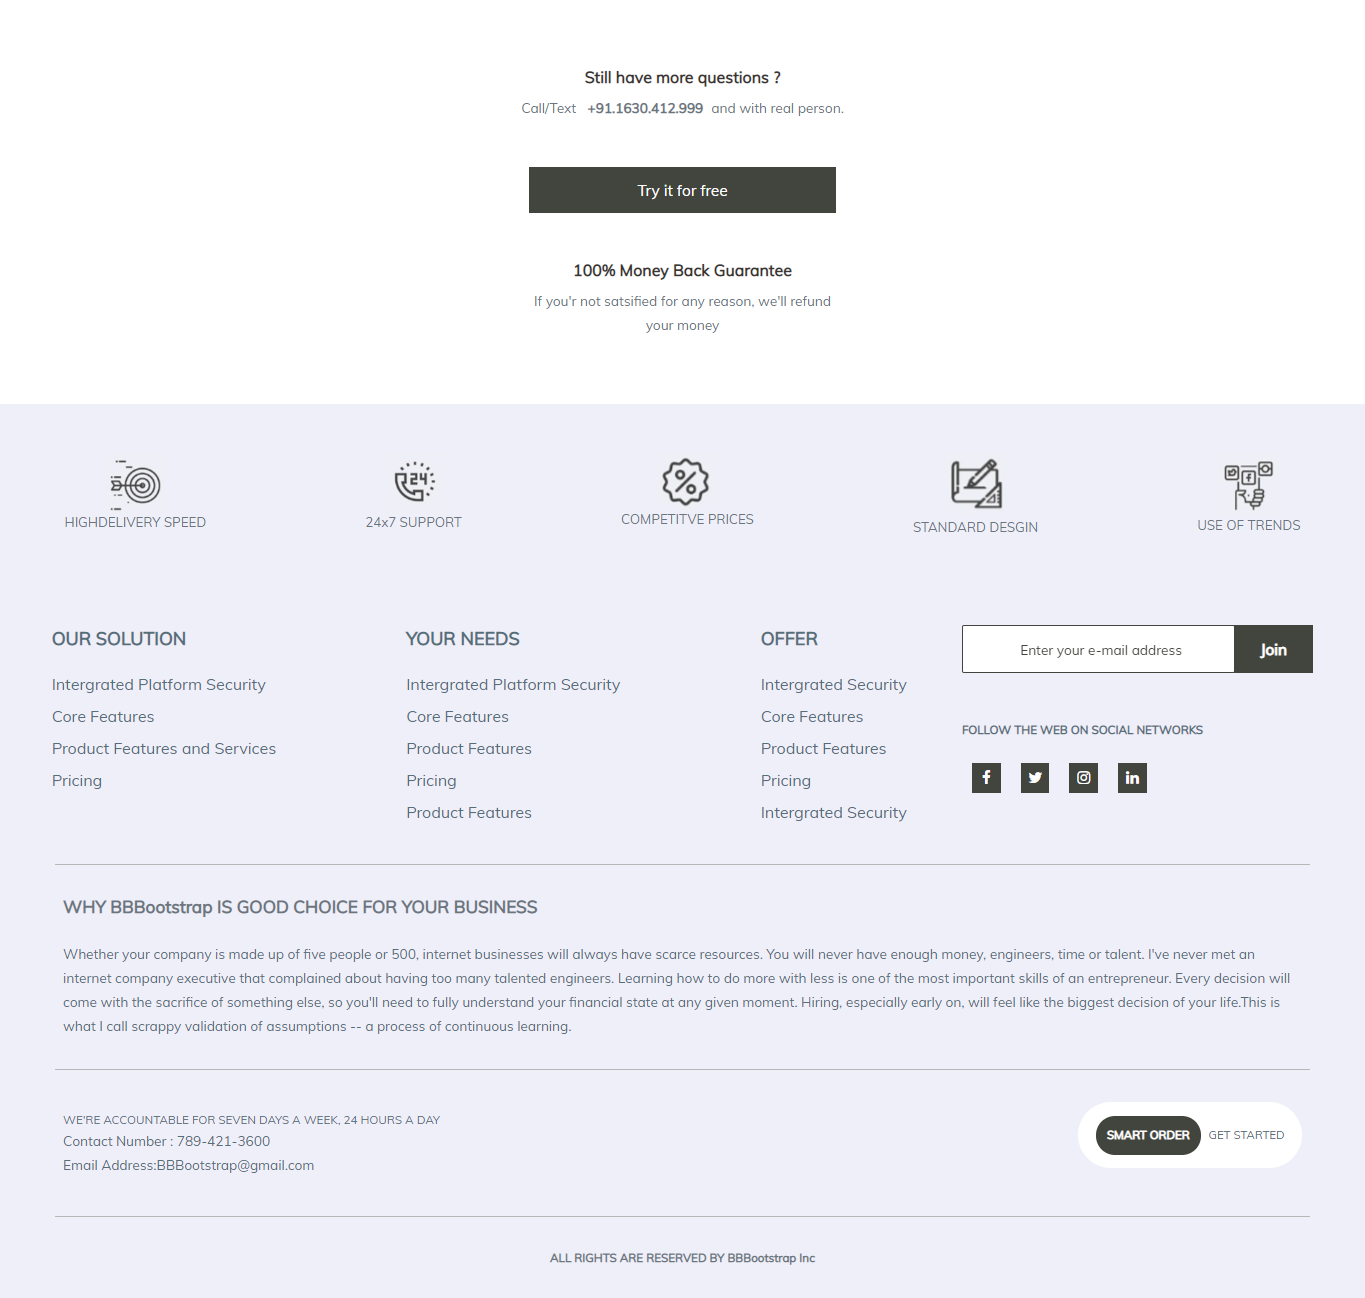 Still have more questions ?
Call/Text +91.1630.412.999 and with real person.
Try it for free
100% Money Back Guarantee
If you'r not satsified for any reason, we'll refund
your money
24
HIGHDELIVERY SPEED
24x7 SUPPORT
COMPETITVE PRICES
STANDARD DESGIN
USE OF TRENDS
OUR SOLUTION
Intergrated Platform Security
Core Features
Product Features and Services
Pricing
YOUR NEEDS
Intergrated Platform Security
Core Features
Product Features
Pricing
Product Features
OFFER
Intergrated Security
Core Features
Product Features
Pricing
Intergrated Security
Enter your e-mail address
Join
FOLLOW THE WEB ON SOCIAL NETWORKS
WHY BBBootstrap IS GOOD CHOICE FOR YOUR BUSINESS
Whether your company is made up of five people or 500, internet businesses will always have scarce resources. You will never have enough money, engineers, time or talent. I've never met an
internet company executive that complained about having too many talented engineers. Learning how to do more with less is one of the most important skills of an entrepreneur. Every decision will
come with the sacrifice of something else, so you'll need to fully understand your financial state at any given moment. Hiring, especially early on, will feel like the biggest decision of your life.This is
what I call scrappy validation of assumptions -- a process of continuous learning.
WE'RE ACCOUNTABLE FOR SEVEN DAYS A WEEK, 24 HOURS A DAY
Contact Number : 789-421-3600
Email Address:BBBootstrap@gmail.com
SMART ORDER
GET STARTED
ALL RIGHTS ARE RESERVED BY BBBootstrap Inc